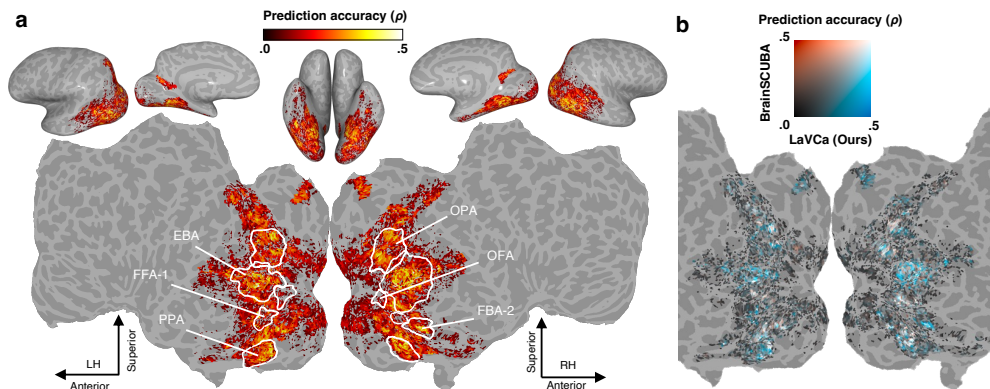 a
Prediction accuracy (ρ)
.0
.5
OPA
EBA
OFA
FFA-1
PPA
FBA-2
Superior
LH
Anterior
Superior
RH
Anterior
b
Prediction accuracy (ρ)
BrainSCUBA
.5
.0
.5
LaVCa (Ours)